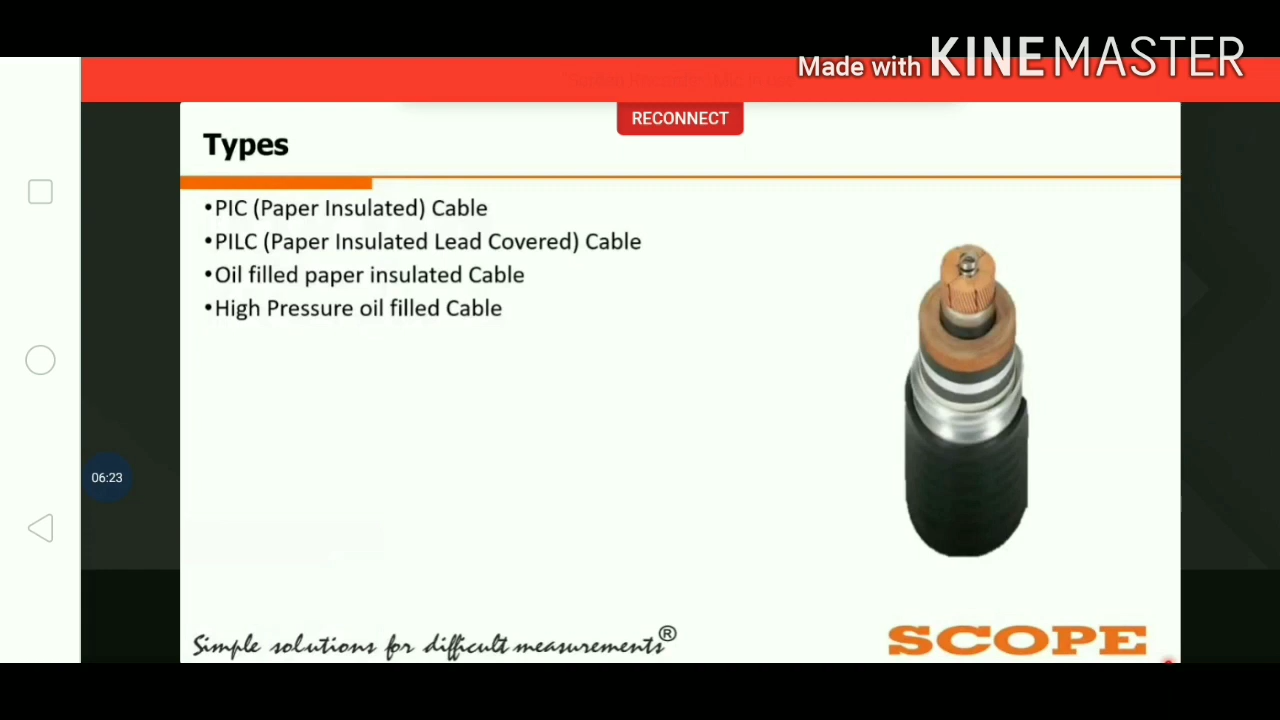 Made with KINEMASTER
RECONNECT
Types
•PIC (Paper Insulated) Cable
•PILC (Paper Insulated Lead Covered) Cable
•Oil filled paper insulated Cable
•High Pressure oil filled Cable
06:23
Simple solutions for difficult measurements®
SCOPE